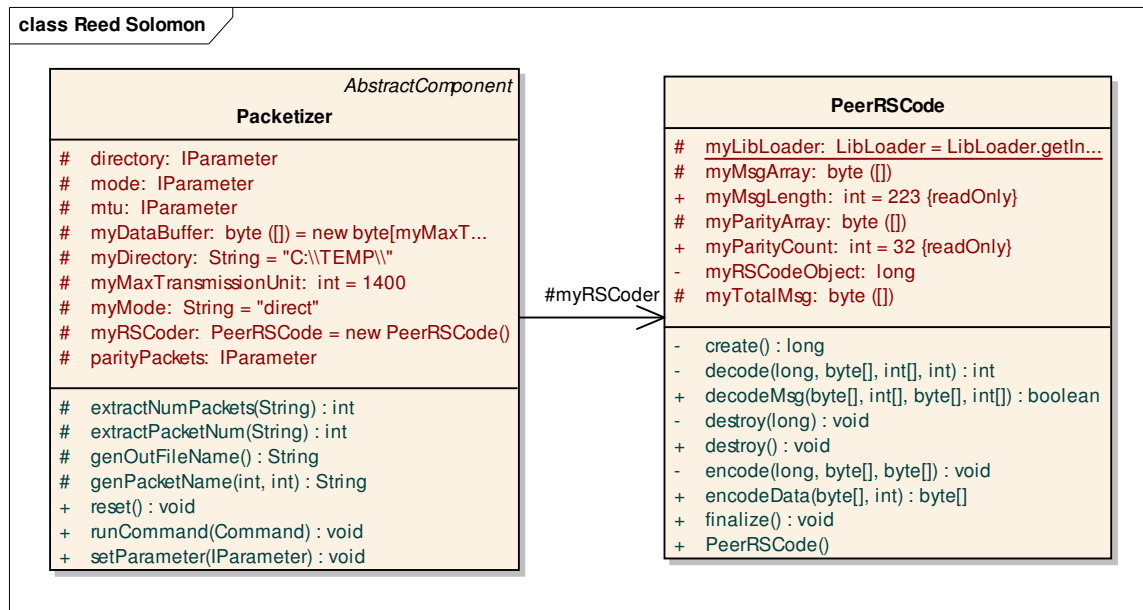 class Reed Solomon
AbstractComponent
Packetizer
# directory: IParameter
# mode: IParameter
# mtu: IParameter
# myDataBuffer: byte ([]) = new byte[myMaxT...
# myDirectory: String = "C:\\TEMP\\"
# myMaxTransmissionUnit: int = 1400
# myMode: String = "direct"
# myRSCoder: PeerRSCode = new PeerRSCode()
# parityPackets: IParameter
# extractNumPackets(String) : int
# extractPacketNum(String) : int
# genOutFileName() : String
# genPacketName(int, int) : String
+ reset() : void
+ runCommand(Command) : void
+ setParameter(IParameter) : void
#myRSCoder
PeerRSCode
# myLibLoader: LibLoader = LibLoader.getIn...
# myMsgArray: byte ([])
+ myMsgLength: int = 223 {readOnly}
# myParityArray: byte ([])
+ myParityCount: int = 32 {readOnly}
- myRSCodeObject: long
# myTotalMsg: byte ([])
- create() : long
- decode(long, byte[], int[], int) : int
+ decodeMsg(byte[], int[], byte[], int[]) : boolean
- destroy(long) : void
+ destroy() : void
- encode(long, byte[], byte[]) : void
+ encodeData(byte[], int) : byte[]
+ finalize() : void
+ PeerRSCode()